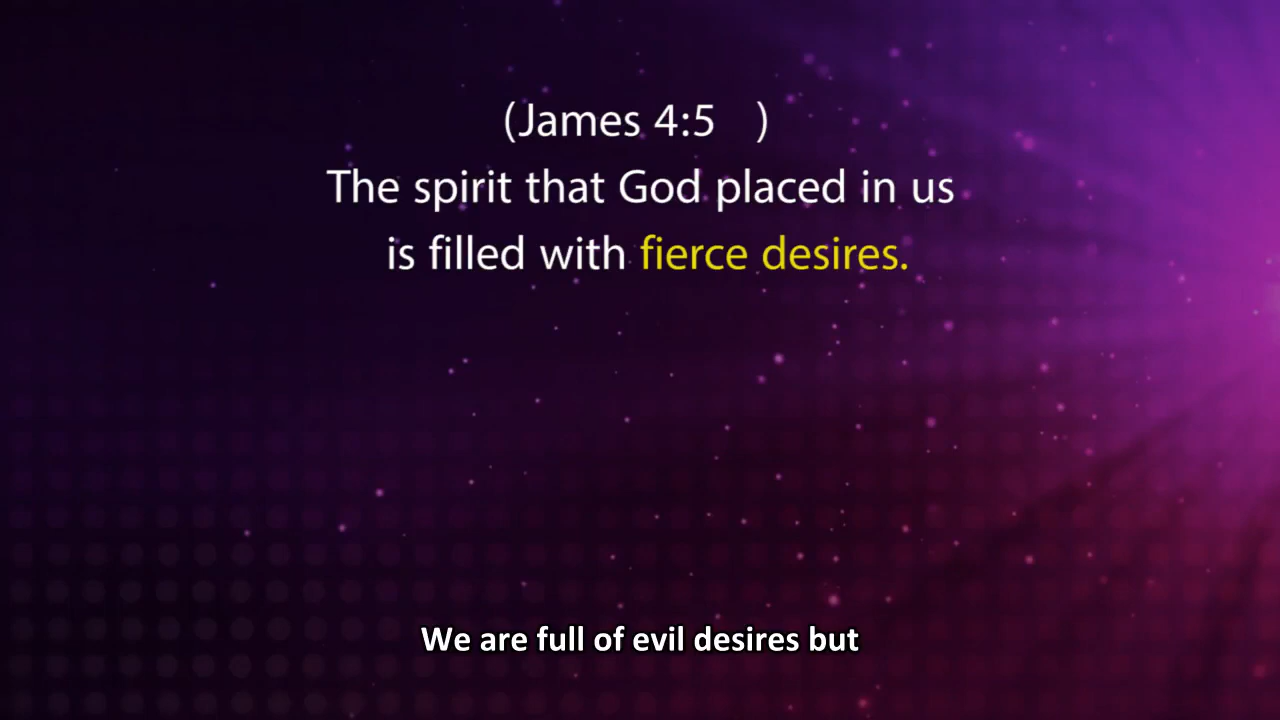 (James 4:5   )
The spirit that God placed in us
is filled with fierce desires.
We are full of evil desires but